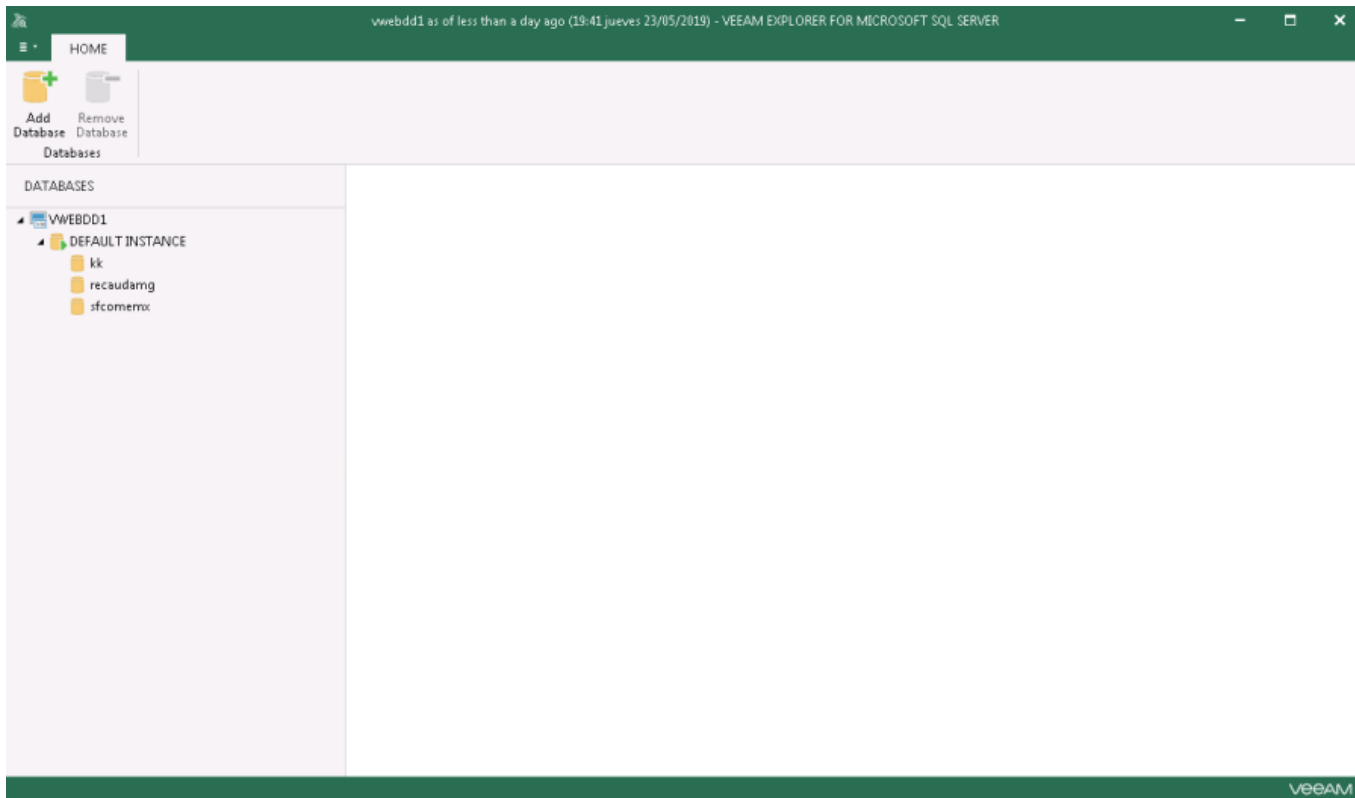 vwebdd1 as of less than a day ago (19:41 jueves 23/05/2019) - VEEAM EXPLORER FOR MICROSOFT SQL SERVER
HOME
Add Database
Remove Database
Databases
DATABASES
VWEBDD1
DEFAULT INSTANCE
kk
recaudamg
sfcomemx
veeam